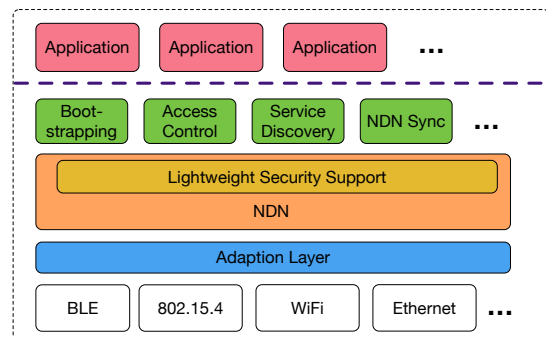 Application Application Application ...
Boot-
strapping
Access
Control
Service
Discovery
NDN Sync ...
Lightweight Security Support
NDN
Adaption Layer
BLE 802.15.4 WiFi Ethernet ...